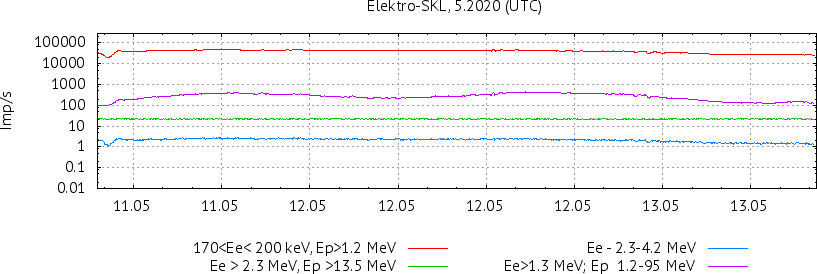 Elektro-SKL, 5.2020 (UTC)
100000
10000
1000
100
10
1
0.1
0.01
Imp/s
11.05 11.05 12.05 12.05 12.05 12.05 13.05 13.05
170<Ee< 200 keV, Ep>1.2 MeV
Ee > 2.3 MeV, Ep >13.5 MeV
Ee - 2.3-4.2 MeV
Ee>1.3 MeV; Ep 1.2-95 MeV